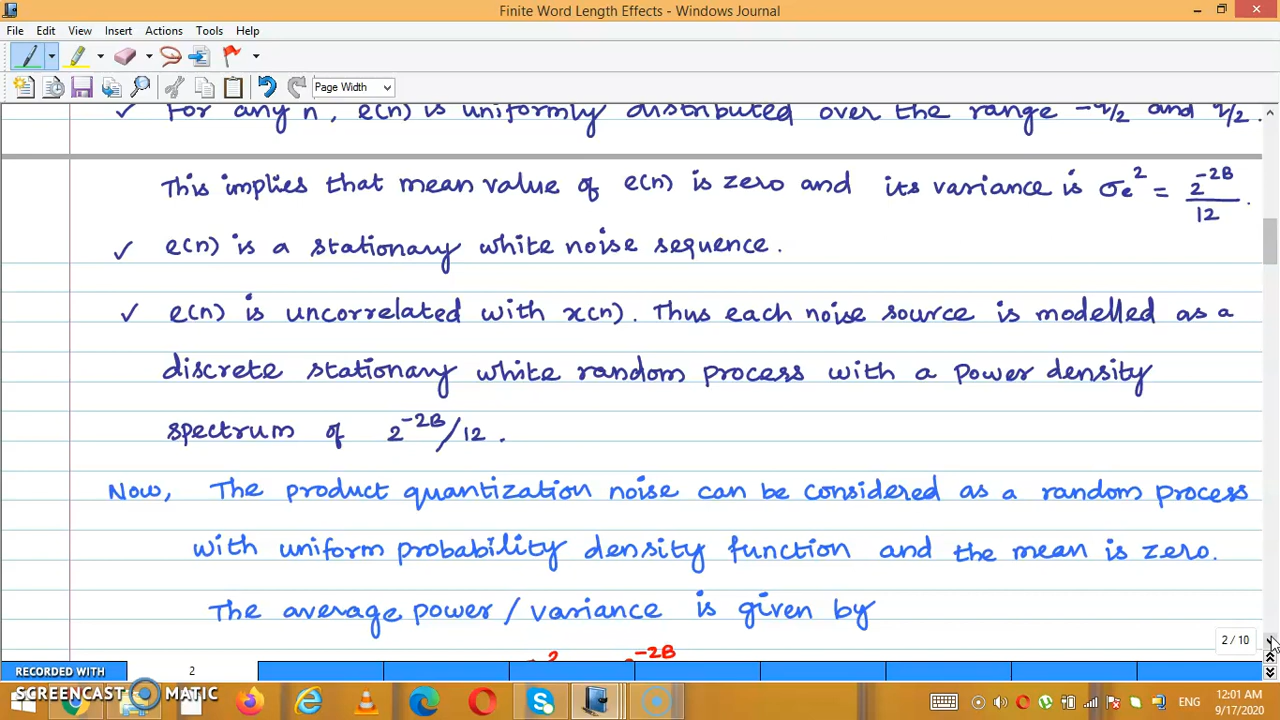 Finite Word Length Effects - Windows Journal
File Edit View Insert Actions Tools Help
Page Width
✓ For any n, e(n) is uniformly distributed over the range -q/2 and q/2.
This implies that mean value of e(n) is zero and its variance is σe² = 2^-2B/12.
✓ e(n) is a stationary white noise sequence.
✓ e(n) is uncorrelated with x(n). Thus each noise source is modelled as a
discrete stationary white random process with a power density
spectrum of 2^-2B/12.
Now, The product quantization noise can be considered as a random process
with uniform probability density function and the mean is zero.
The average power/variance is given by
2 / 10
RECORDED WITH
2
SCREENCAST MATIC
ENG
12:01 AM
9/17/2020